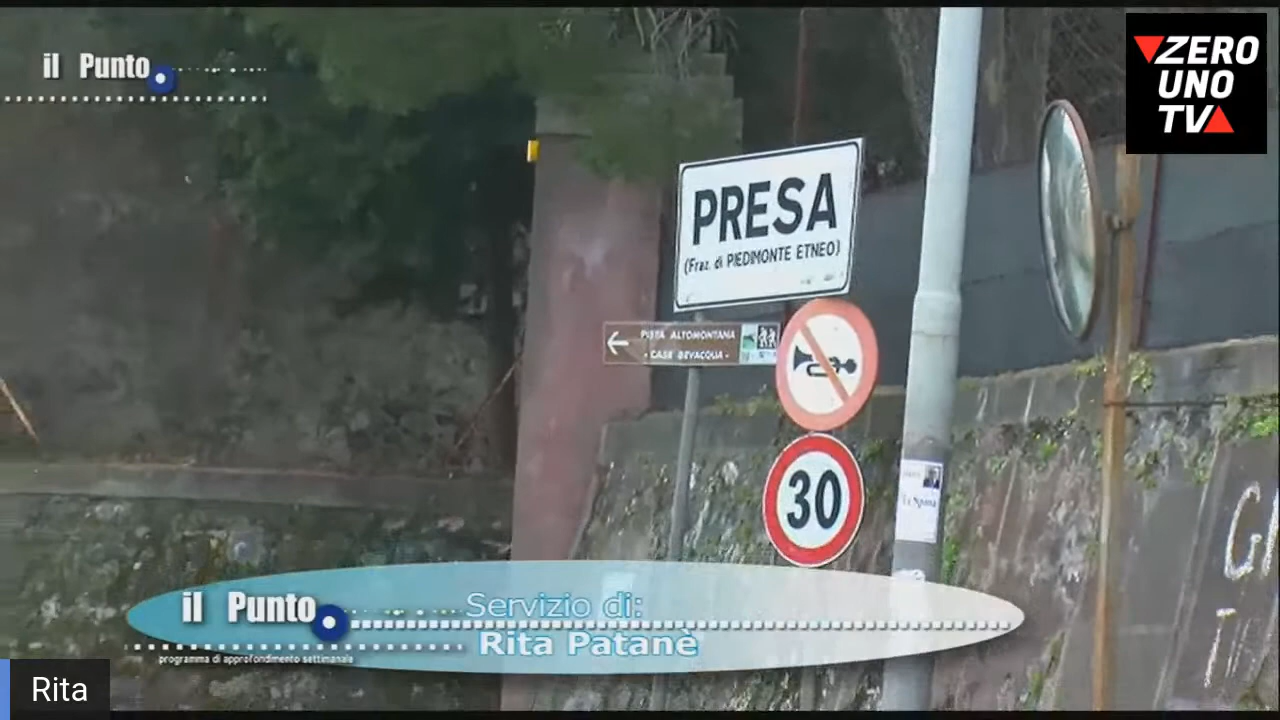 il Punto
ZERO
UNO
TV
PRESA
(Fraz. di PIEDIMONTE ETNEO)
PISTA ALTOMONTANA
- CASE BEVACQUA -
30
il Punto
Servizio di:
Rita Patanè
programma di approfondimento settimanale
Rita